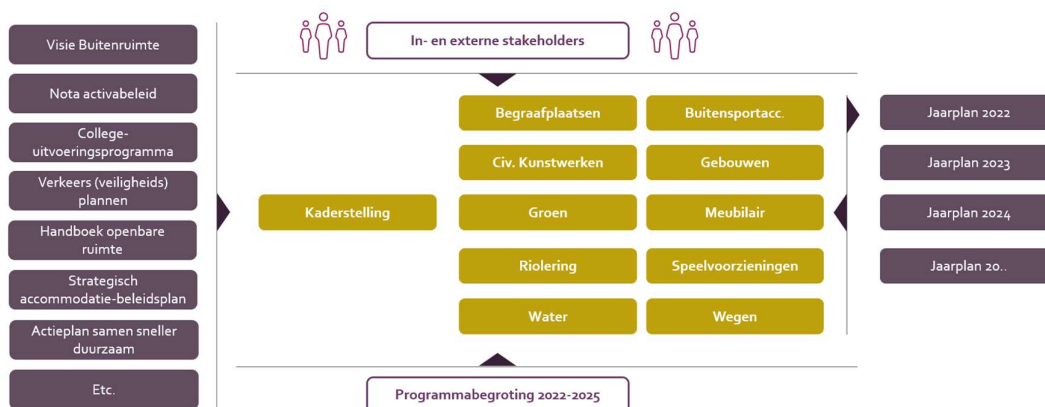 Visie Buitenruimte
Nota activabeleid
College-
uitvoeringsprogramma
Verkeers (veiligheids)
plannen
Handboek openbare
ruimte
Strategisch
accommodatie-beleidsplan
Actieplan samen sneller
duurzaam
Etc.
In- en externe stakeholders
Kaderstelling
Begraafplaatsen
Buitensportacc.
Civ. Kunstwerken
Gebouwen
Groen
Meubilair
Riolering
Speelvoorzieningen
Water
Wegen
Programmabegroting 2022-2025
Jaarplan 2022
Jaarplan 2023
Jaarplan 2024
Jaarplan 20..